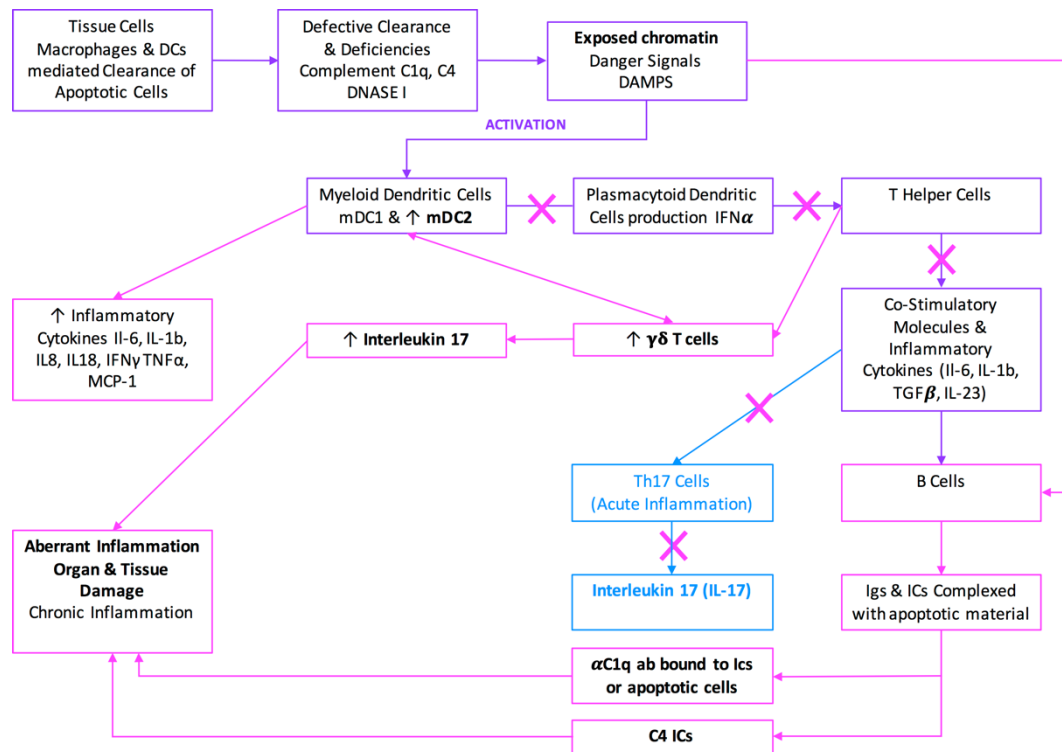 Tissue Cells
Macrophages & DCs
mediated Clearance of
Apoptotic Cells
Defective Clearance
& Deficiencies
Complement C1q, C4
DNASE I
Exposed chromatin
Danger Signals
DAMPS
ACTIVATION
Myeloid Dendritic Cells
mDC1 & ↑ mDC2
Plasmacytoid Dendritic
Cells production IFNα
T Helper Cells
↑ Inflammatory
Cytokines Il-6, IL-1b,
IL8, IL18, IFNγ TNFα,
MCP-1
↑ Interleukin 17
↑ γδ T cells
Co-Stimulatory
Molecules &
Inflammatory
Cytokines (Il-6, IL-1b,
TGFβ, IL-23)
Th17 Cells
(Acute Inflammation)
B Cells
Aberrant Inflammation
Organ & Tissue
Damage
Chronic Inflammation
Interleukin 17 (IL-17)
Igs & ICs Complexed
with apoptotic material
αC1q ab bound to Ics
or apoptotic cells
C4 ICs